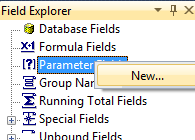 Field Explorer
Database Fields
Formula Fields
Parameter
New...
Group Na
Running Total Fields
Special Fields
Unbound Fields